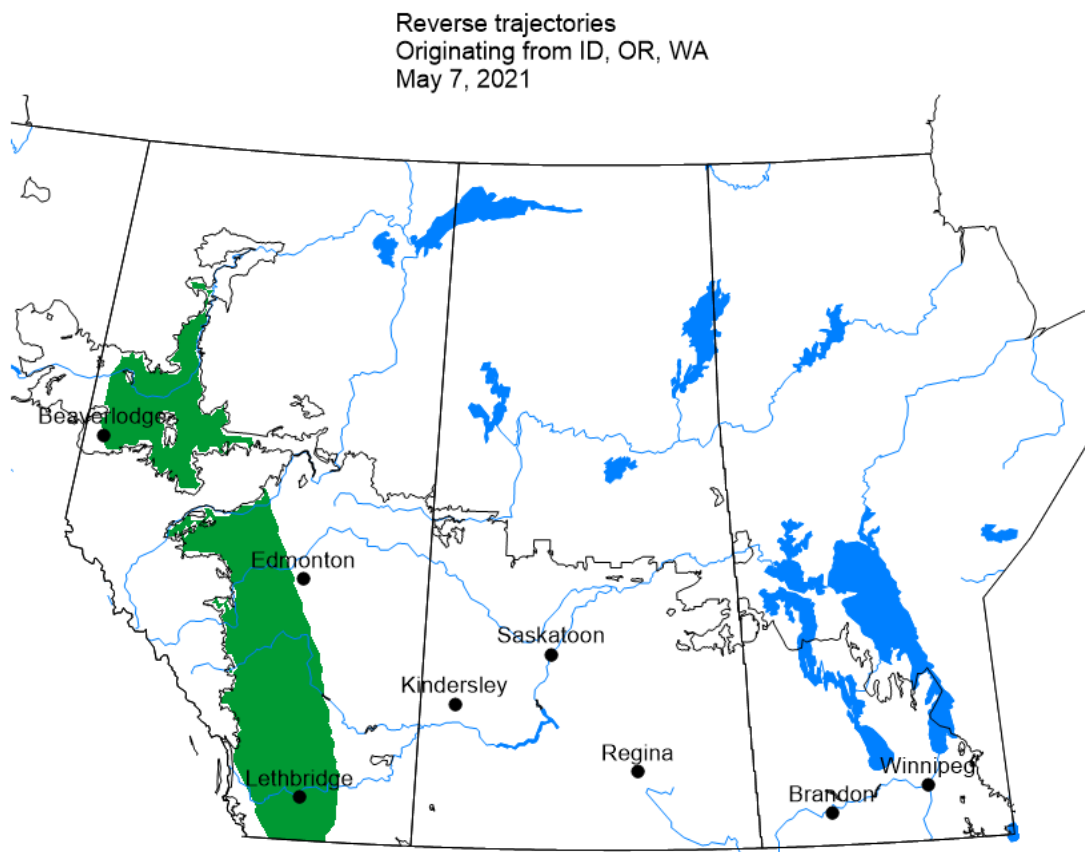 Reverse trajectories
Originating from ID, OR, WA
May 7, 2021
Beaverlodge
Edmonton
Saskatoon
Kindersley
Regina
Winnipeg
Lethbridge
Brandon